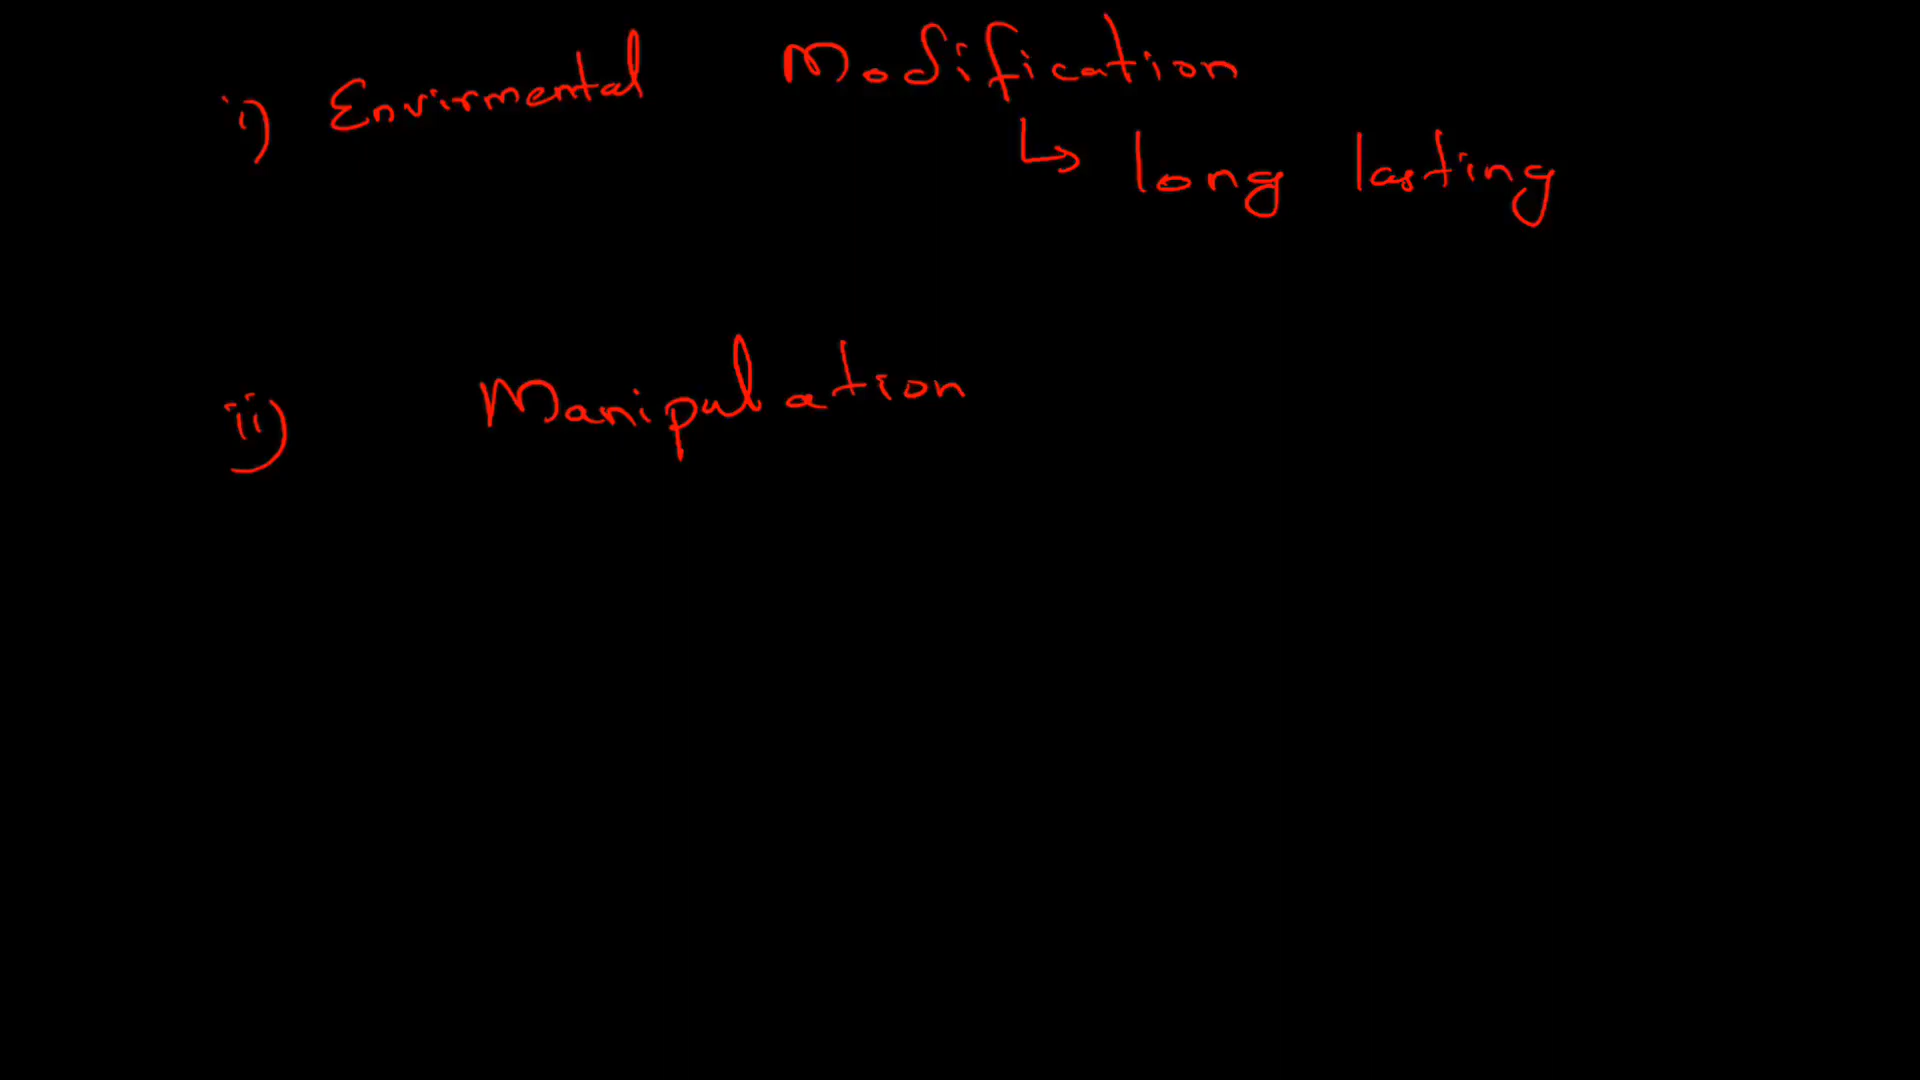 i) Envirmental Modification
↳ long lasting
ii) Manipulation